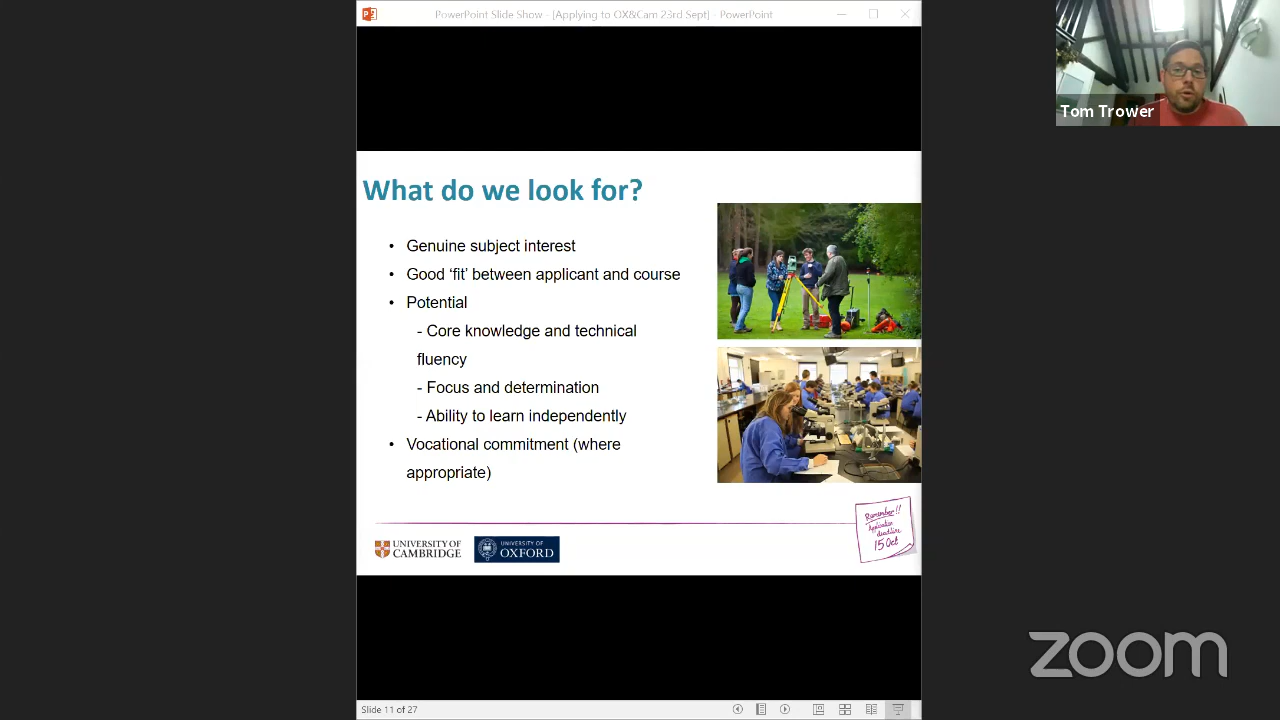 PowerPoint Slide Show - [Applying to OX&Cam 23rd Sept] - PowerPoint
Tom Trower
What do we look for?
• Genuine subject interest
• Good ‘fit’ between applicant and course
• Potential
- Core knowledge and technical
fluency
- Focus and determination
- Ability to learn independently
• Vocational commitment (where
appropriate)
Remember!!
Application
deadline
15 Oct
UNIVERSITY OF
CAMBRIDGE
UNIVERSITY OF
OXFORD
zoom
Slide 11 of 27